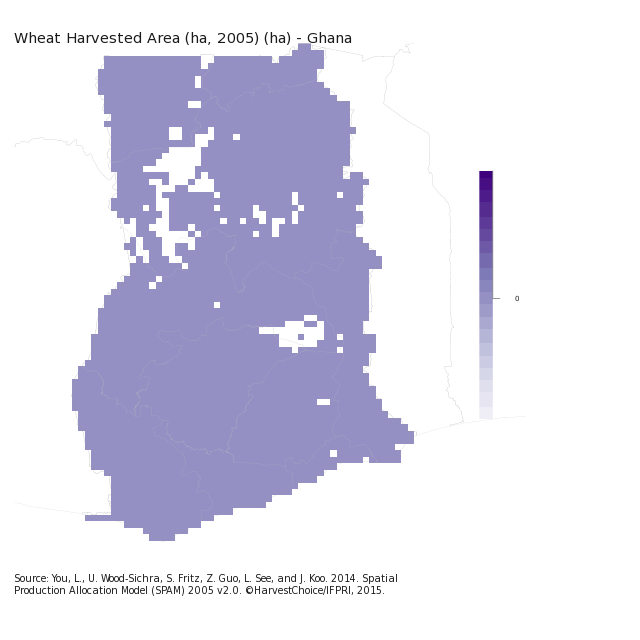 Wheat Harvested Area (ha, 2005) (ha) - Ghana
0
Source: You, L., U. Wood-Sichra, S. Fritz, Z. Guo, L. See, and J. Koo. 2014. Spatial
Production Allocation Model (SPAM) 2005 v2.0. ©HarvestChoice/IFPRI, 2015.